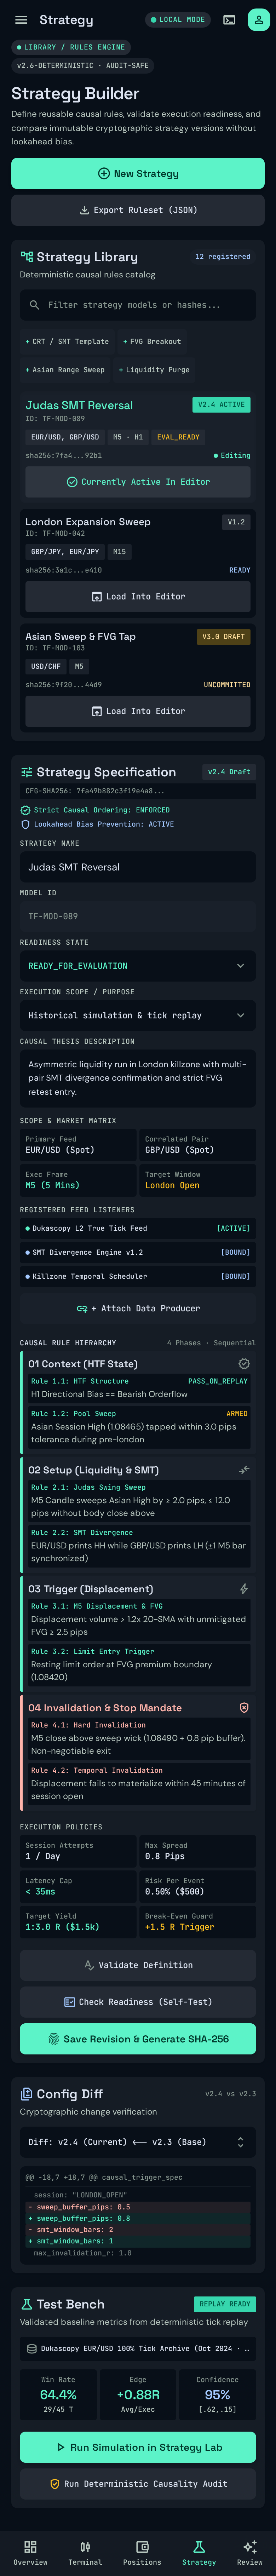 Strategy
LOCAL MODE
LIBRARY / RULES ENGINE
v2.6-DETERMINISTIC · AUDIT-SAFE
Strategy Builder
Define reusable causal rules, validate execution readiness, and
compare immutable cryptographic strategy versions without
lookahead bias.
New Strategy
Export Ruleset (JSON)
Strategy Library
12 registered
Deterministic causal rules catalog
Filter strategy models or hashes...
+ CRT / SMT Template
+ FVG Breakout
+ Asian Range Sweep
+ Liquidity Purge
Judas SMT Reversal
V2.4 ACTIVE
ID: TF-MOD-089
EUR/USD, GBP/USD
M5 · H1
EVAL_READY
sha256:7fa4...92b1
Editing
Currently Active In Editor
London Expansion Sweep
V1.2
ID: TF-MOD-042
GBP/JPY, EUR/JPY
M15
sha256:3a1c...e410
READY
Load Into Editor
Asian Sweep & FVG Tap
V3.0 DRAFT
ID: TF-MOD-103
USD/CHF
M5
sha256:9f20...44d9
UNCOMMITTED
Load Into Editor
Strategy Specification
v2.4 Draft
CFG-SHA256: 7fa49b882c3f19e4a8...
Strict Causal Ordering: ENFORCED
Lookahead Bias Prevention: ACTIVE
STRATEGY NAME
Judas SMT Reversal
MODEL ID
TF-MOD-089
READINESS STATE
READY_FOR_EVALUATION
EXECUTION SCOPE / PURPOSE
Historical simulation & tick replay
CAUSAL THESIS DESCRIPTION
Asymmetric liquidity run in London killzone with multi-
pair SMT divergence confirmation and strict FVG
retest entry.
SCOPE & MARKET MATRIX
Primary Feed
EUR/USD (Spot)
Correlated Pair
GBP/USD (Spot)
Exec Frame
M5 (5 Mins)
Target Window
London Open
REGISTERED FEED LISTENERS
Dukascopy L2 True Tick Feed
[ACTIVE]
SMT Divergence Engine v1.2
[BOUND]
Killzone Temporal Scheduler
[BOUND]
+ Attach Data Producer
CAUSAL RULE HIERARCHY
4 Phases · Sequential
01 Context (HTF State)
Rule 1.1: HTF Structure
PASS_ON_REPLAY
H1 Directional Bias == Bearish Orderflow
Rule 1.2: Pool Sweep
ARMED
Asian Session High (1.08465) tapped within 3.0 pips
tolerance during pre-london
02 Setup (Liquidity & SMT)
Rule 2.1: Judas Swing Sweep
M5 Candle sweeps Asian High by ≥ 2.0 pips, ≤ 12.0
pips without body close above
Rule 2.2: SMT Divergence
EUR/USD prints HH while GBP/USD prints LH (±1 M5 bar
synchronized)
03 Trigger (Displacement)
Rule 3.1: M5 Displacement & FVG
Displacement volume > 1.2x 20-SMA with unmitigated
FVG ≥ 2.5 pips
Rule 3.2: Limit Entry Trigger
Resting limit order at FVG premium boundary
(1.08420)
04 Invalidation & Stop Mandate
Rule 4.1: Hard Invalidation
M5 close above sweep wick (1.08490 + 0.8 pip buffer).
Non-negotiable exit
Rule 4.2: Temporal Invalidation
Displacement fails to materialize within 45 minutes of
session open
EXECUTION POLICIES
Session Attempts
1 / Day
Max Spread
0.8 Pips
Latency Cap
< 35ms
Risk Per Event
0.50% ($500)
Target Yield
1:3.0 R ($1.5k)
Break-Even Guard
+1.5 R Trigger
Validate Definition
Check Readiness (Self-Test)
Save Revision & Generate SHA-256
Config Diff
v2.4 vs v2.3
Cryptographic change verification
Diff: v2.4 (Current) <-- v2.3 (Base)
@@ -18,7 +18,7 @@ causal_trigger_spec
session: "LONDON_OPEN"
- sweep_buffer_pips: 0.5
+ sweep_buffer_pips: 0.8
- smt_window_bars: 2
+ smt_window_bars: 1
max_invalidation_r: 1.0
Test Bench
REPLAY READY
Validated baseline metrics from deterministic tick replay
Dukascopy EUR/USD 100% Tick Archive (Oct 2024 - …
Win Rate
64.4%
29/45 T
Edge
+0.88R
Avg/Exec
Confidence
95%
[.62,.15]
Run Simulation in Strategy Lab
Run Deterministic Causality Audit
Overview
Terminal
Positions
Strategy
Review